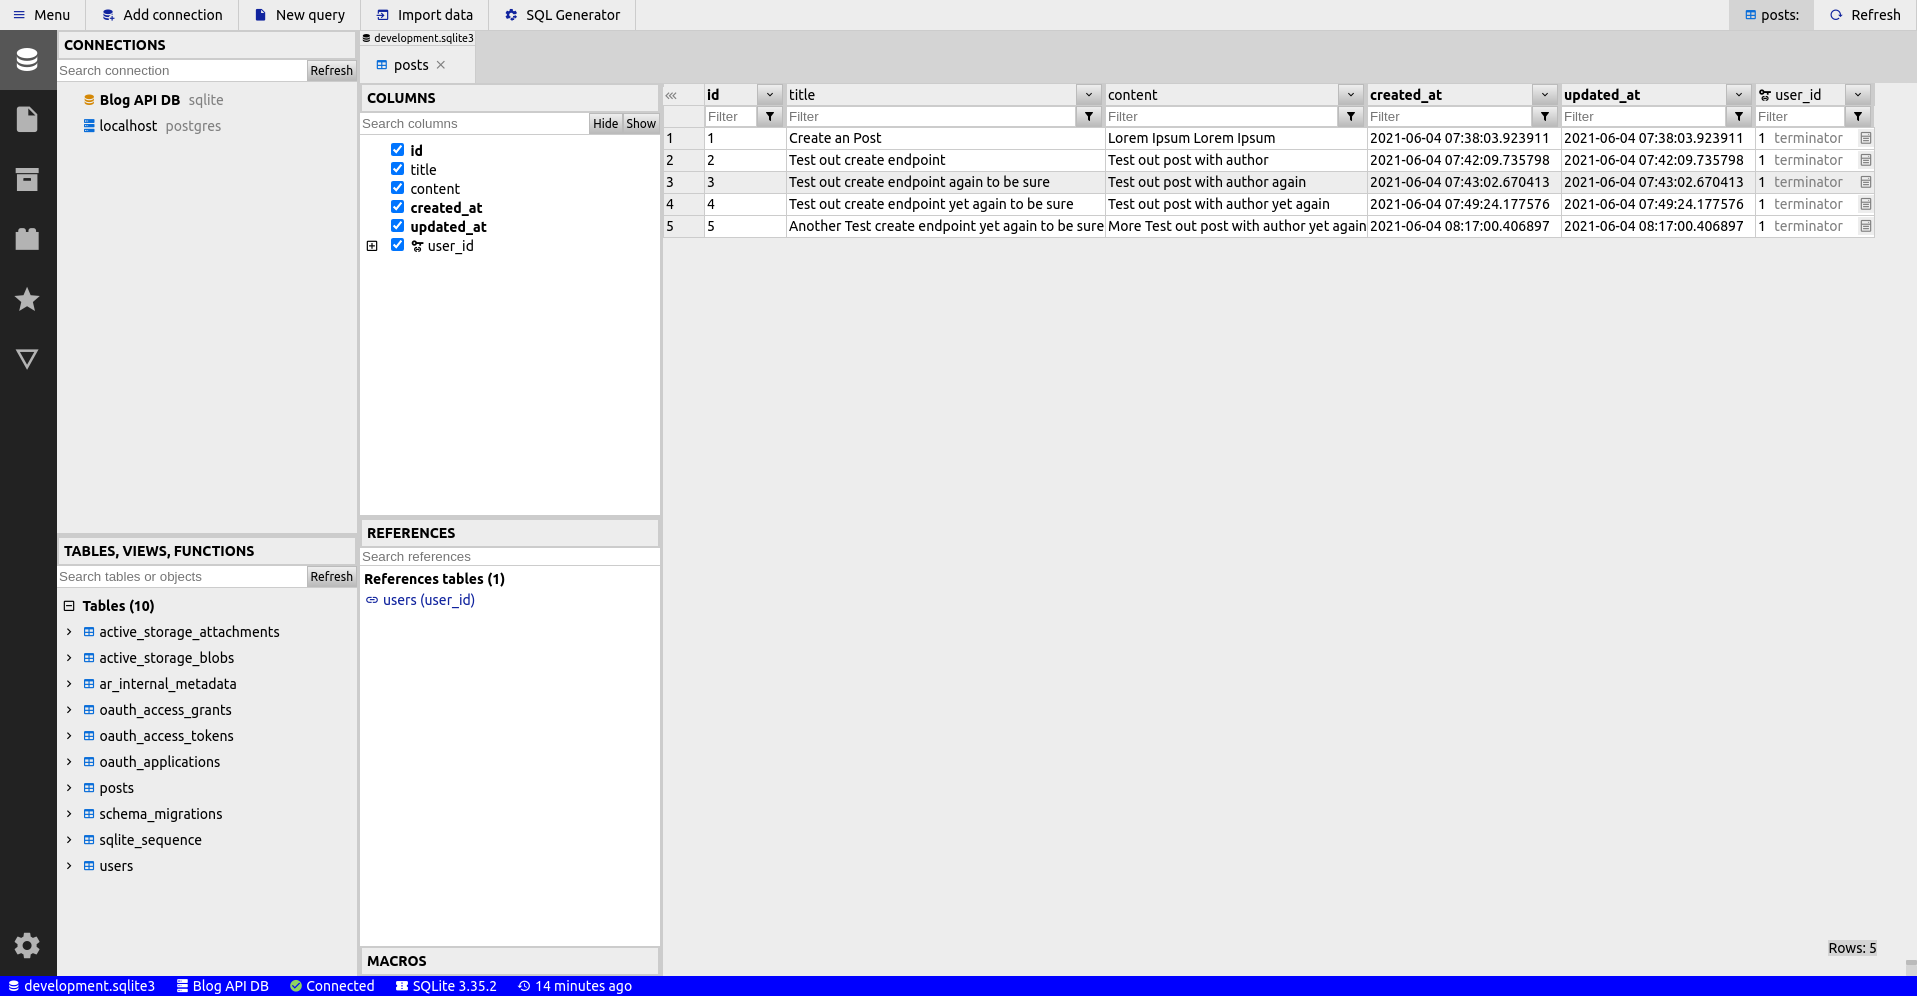 Menu Add connection New query Import data SQL Generator posts: Refresh
CONNECTIONS
Search connection Refresh
Blog API DB sqlite
localhost postgres
TABLES, VIEWS, FUNCTIONS
Search tables or objects Refresh
Tables (10)
active_storage_attachments
active_storage_blobs
ar_internal_metadata
oauth_access_grants
oauth_access_tokens
oauth_applications
posts
schema_migrations
sqlite_sequence
users
development.sqlite3
posts
COLUMNS
Search columns Hide Show
id
title
content
created_at
updated_at
user_id
REFERENCES
Search references
References tables (1)
users (user_id)
MACROS
id title content created_at updated_at user_id
Filter Filter Filter Filter Filter Filter
1 1 Create an Post Lorem Ipsum Lorem Ipsum 2021-06-04 07:38:03.923911 2021-06-04 07:38:03.923911 1 terminator
2 2 Test out create endpoint Test out post with author 2021-06-04 07:42:09.735798 2021-06-04 07:42:09.735798 1 terminator
3 3 Test out create endpoint again to be sure Test out post with author again 2021-06-04 07:43:02.670413 2021-06-04 07:43:02.670413 1 terminator
4 4 Test out create endpoint yet again to be sure Test out post with author yet again 2021-06-04 07:49:24.177576 2021-06-04 07:49:24.177576 1 terminator
5 5 Another Test create endpoint yet again to be sure More Test out post with author yet again 2021-06-04 08:17:00.406897 2021-06-04 08:17:00.406897 1 terminator
Rows: 5
development.sqlite3 Blog API DB Connected SQLite 3.35.2 14 minutes ago